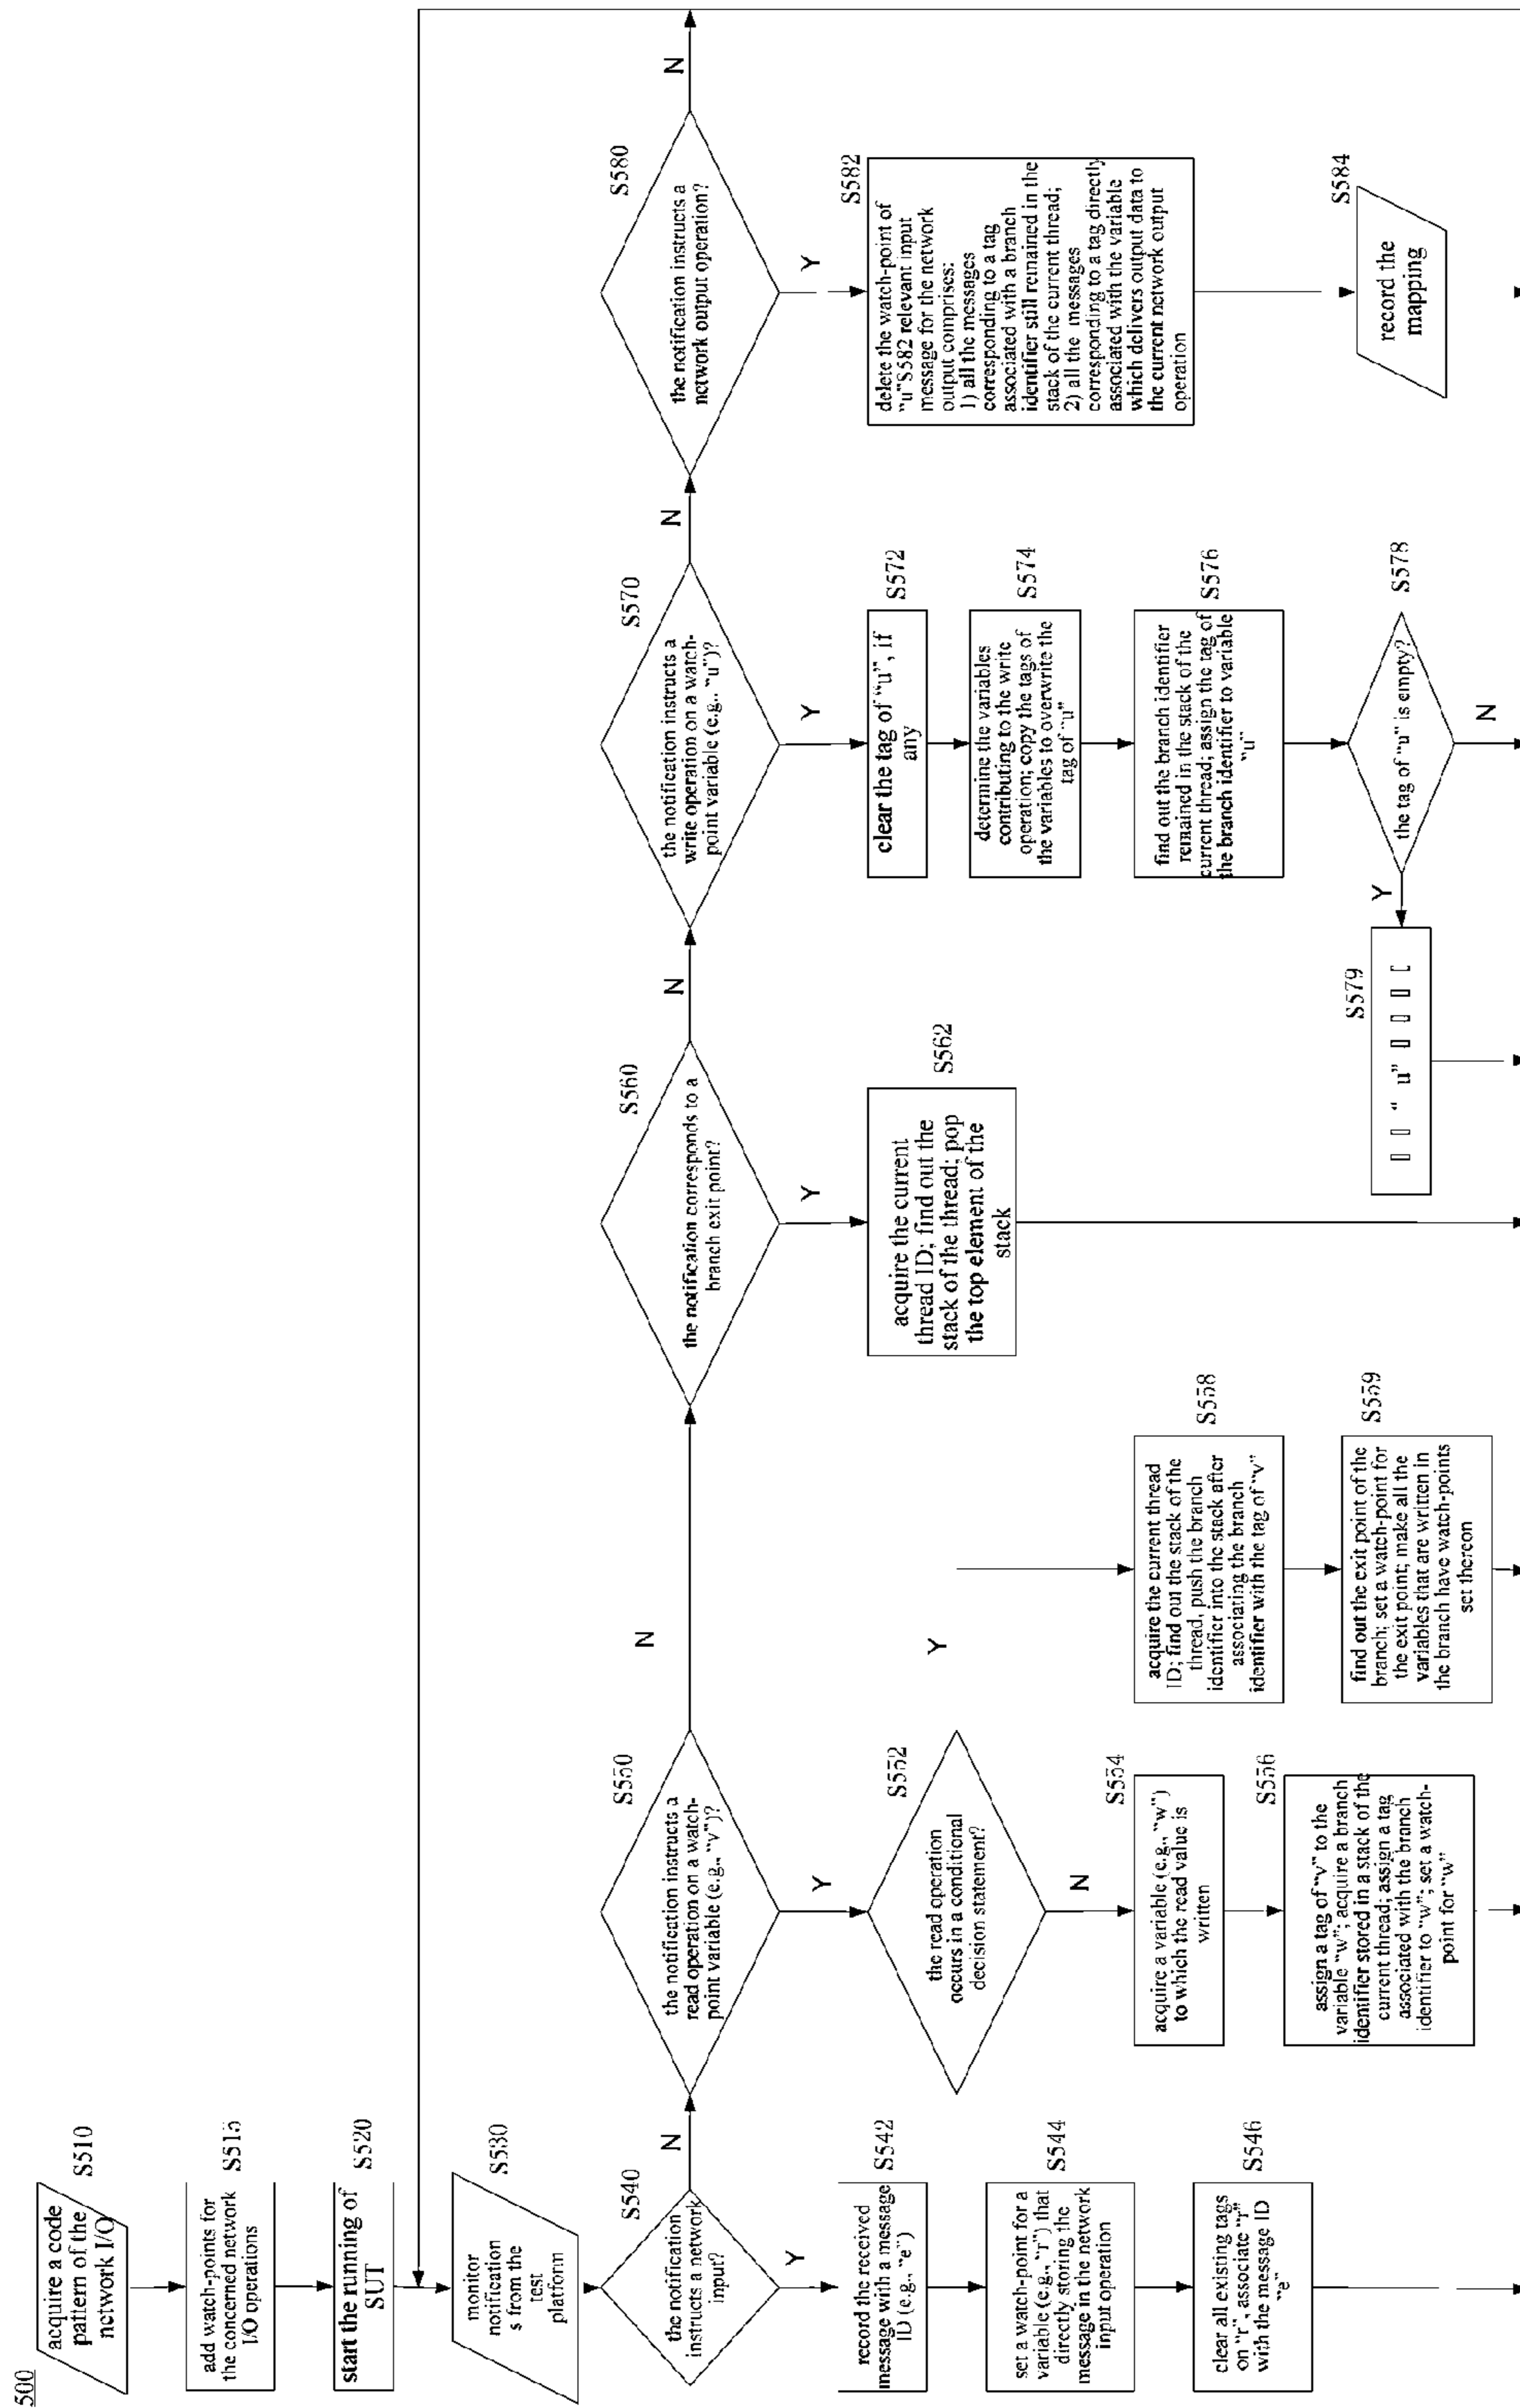 500
acquire a code
pattern of the
network I/O
S510
add watch-points for
the concerned network
I/O operations
S515
start the running of
SUT
S520
monitor
notification
s from the
test
platform
S530
the notification
instructs a network
input?
S540
N
Y
record the received
message with a message
ID (e.g., "e")
S542
set a watch-point for a
variable (e.g., "r") that
directly storing the
message in the network
input operation
S544
clear all existing tags
on "r", associate "r"
with the message ID
"e"
S546
the notification instructs a
read operation on a watch-
point variable (e.g., "v")?
S550
N
Y
the read operation
occurs in a conditional
decision statement?
S552
Y
N
acquire a variable (e.g., "w")
to which the read value is
written
S554
assign a tag of "v" to the
variable "w"; acquire a branch
identifier stored in a stack of the
current thread; assign a tag
associated with the branch
identifier to "w"; set a watch-
point for "w"
S556
acquire the current thread
ID; find out the stack of the
thread, push the branch
identifier into the stack after
associating the branch
identifier with the tag of "v"
S558
find out the exit point of the
branch; set a watch-point for
the exit point; make all the
variables that are written in
the branch have watch-points
set thereon
S559
the notification corresponds to a
branch exit point?
S560
N
Y
acquire the current
thread ID; find out the
stack of the thread; pop
the top element of the
stack
S562
the notification instructs a
write operation on a watch-
point variable (e.g., "u")?
S570
N
Y
clear the tag of "u", if
any
S572
determine the variables
contributing to the write
operation; copy the tags of
the variables to overwrite the
tag of "u"
S574
find out the branch identifier
remained in the stack of the
current thread; assign the tag of
the branch identifier to variable
"u"
S576
the tag of "u" is empty?
S578
Y
N
" u"
S579
the notification instructs a
network output operation?
S580
N
Y
delete the watch-point of
"u"S582 relevant input
message for the network
output comprises:
1) all the messages
corresponding to a tag
associated with a branch
identifier still remained in the
stack of the current thread;
2) all the messages
corresponding to a tag directly
associated with the variable
which delivers output data to
the current network output
operation
S582
record the
mapping
S584